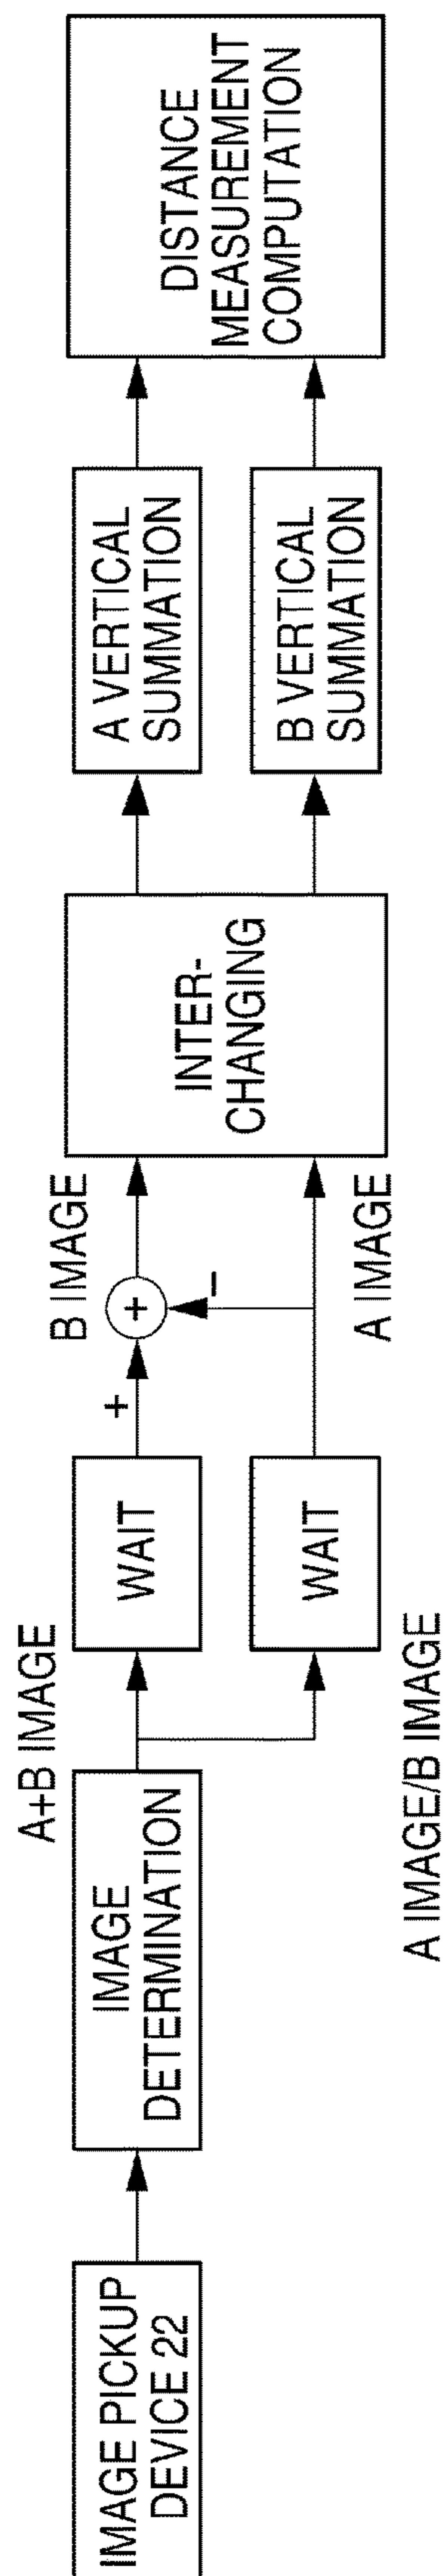 IMAGE PICKUP
DEVICE 22
IMAGE
DETERMINATION
A+B IMAGE
A IMAGE/B IMAGE
WAIT
WAIT
+
+
−
B IMAGE
A IMAGE
INTER-
CHANGING
A VERTICAL
SUMMATION
B VERTICAL
SUMMATION
DISTANCE
MEASUREMENT
COMPUTATION